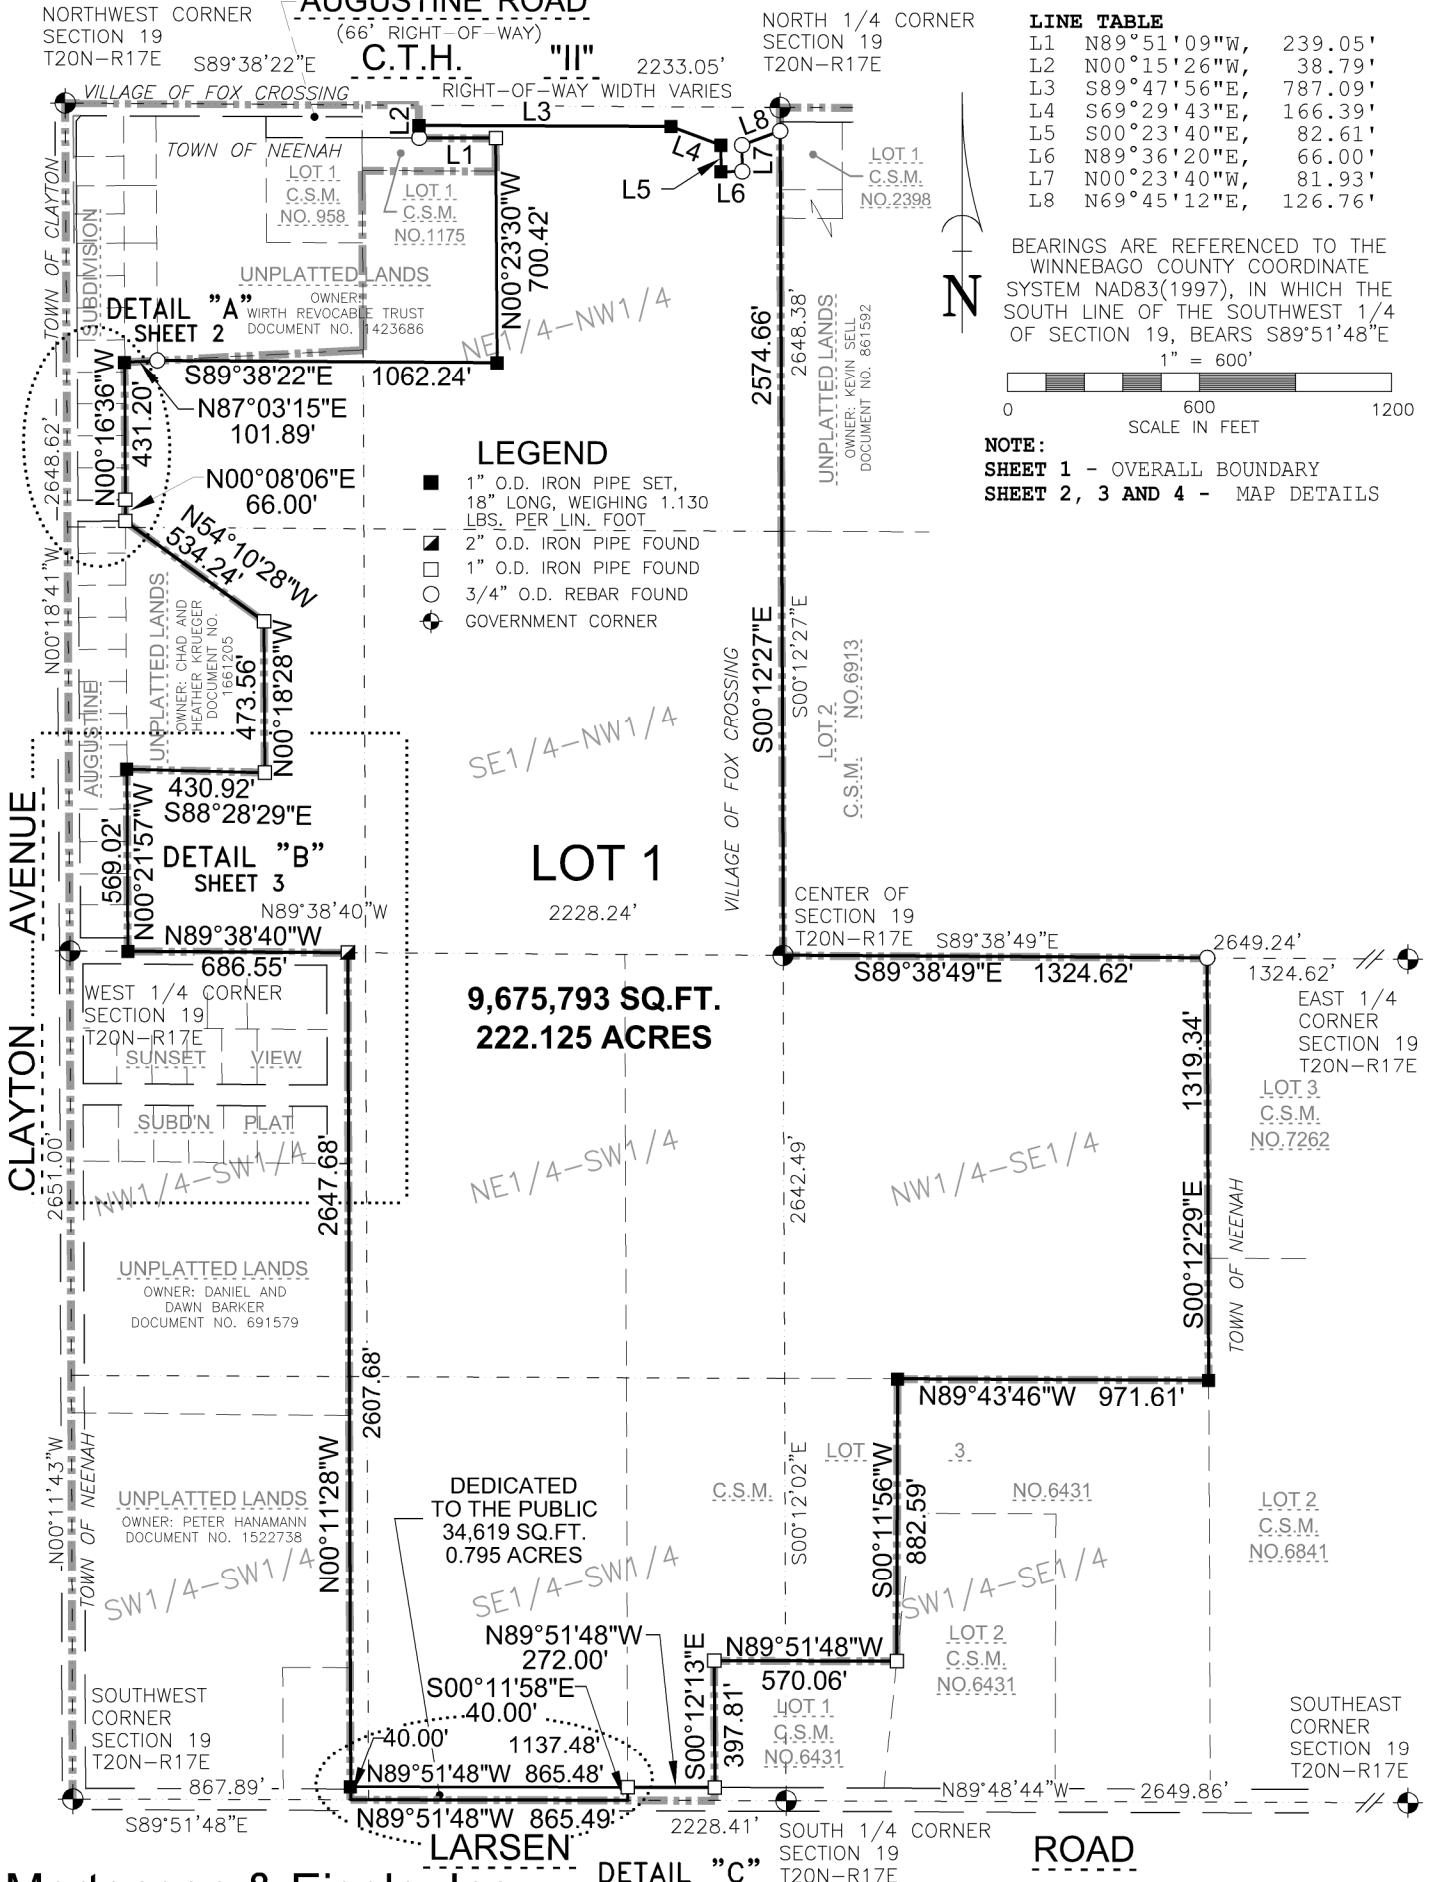 NORTHWEST CORNER
SECTION 19
T20N-R17E
AUGUSTINE ROAD
(66' RIGHT-OF-WAY)
C.T.H. "II"
S89°38'22"E
2233.05'
VILLAGE OF FOX CROSSING
RIGHT-OF-WAY WIDTH VARIES
NORTH 1/4 CORNER
SECTION 19
T20N-R17E
LINE TABLE
L1 N89°51'09"W, 239.05'
L2 N00°15'26"W, 38.79'
L3 S89°47'56"E, 787.09'
L4 S69°29'43"E, 166.39'
L5 S00°23'40"E, 82.61'
L6 N89°36'20"E, 66.00'
L7 N00°23'40"W, 81.93'
L8 N69°45'12"E, 126.76'
BEARINGS ARE REFERENCED TO THE
WINNEBAGO COUNTY COORDINATE
SYSTEM NAD83(1997), IN WHICH THE
SOUTH LINE OF THE SOUTHWEST 1/4
OF SECTION 19, BEARS S89°51'48"E
N
1" = 600'
0 600 1200
SCALE IN FEET
NOTE:
SHEET 1 - OVERALL BOUNDARY
SHEET 2, 3 AND 4 - MAP DETAILS
L2
L3
L8
L1
L4
L7
L5
L6
TOWN OF NEENAH
TOWN OF CLAYTON
LOT 1
C.S.M.
NO. 958
LOT 1
C.S.M.
NO.1175
LOT 1
C.S.M.
NO.2398
N00°23'30"W
700.42'
SUBDIVISION
UNPLATTED LANDS
OWNER:
WIRTH REVOCABLE TRUST
DOCUMENT NO. 1423686
DETAIL "A"
SHEET 2
NE1/4-NW1/4
2574.66'
2648.38'
UNPLATTED LANDS
OWNER: KEVIN SELL
DOCUMENT NO. 861592
S89°38'22"E 1062.24'
N87°03'15"E
101.89'
N00°16'36"W
431.20'
2648.62'
N00°08'06"E
66.00'
LEGEND
1" O.D. IRON PIPE SET,
18" LONG, WEIGHING 1.130
LBS. PER LIN. FOOT
2" O.D. IRON PIPE FOUND
1" O.D. IRON PIPE FOUND
3/4" O.D. REBAR FOUND
GOVERNMENT CORNER
N54°10'28"W
534.24'
N00°18'41"W
UNPLATTED LANDS
OWNER: CHAD AND
HEATHER KRUEGER
DOCUMENT NO.
1661205
473.56'
N00°18'28"W
AUGUSTINE
S00°12'27"E
S00°12'27"E
VILLAGE OF FOX CROSSING
LOT 2
C.S.M. NO.6913
SE1/4-NW1/4
430.92'
S88°28'29"E
569.02'
N00°21'57"W
DETAIL "B"
SHEET 3
CLAYTON AVENUE
LOT 1
2228.24'
N89°38'40"W
N89°38'40"W
686.55'
CENTER OF
SECTION 19
T20N-R17E
S89°38'49"E
2649.24'
S89°38'49"E 1324.62'
1324.62'
WEST 1/4 CORNER
SECTION 19
T20N-R17E
9,675,793 SQ.FT.
222.125 ACRES
EAST 1/4
CORNER
SECTION 19
T20N-R17E
SUNSET VIEW
SUBD'N PLAT
1319.34'
LOT 3
C.S.M.
NO.7262
NW1/4-SW1/4
2651.00'
2647.68'
NE1/4-SW1/4
2642.49'
NW1/4-SE1/4
S00°12'29"E
TOWN OF NEENAH
UNPLATTED LANDS
OWNER: DANIEL AND
DAWN BARKER
DOCUMENT NO. 691579
2607.68'
N89°43'46"W 971.61'
N00°11'43"W
TOWN OF NEENAH
N00°11'28"W
UNPLATTED LANDS
OWNER: PETER HANAMANN
DOCUMENT NO. 1522738
DEDICATED
TO THE PUBLIC
34,619 SQ.FT.
0.795 ACRES
LOT 3
C.S.M. NO.6431
S00°12'02"E
S00°11'56"W
882.59'
LOT 2
C.S.M.
NO.6841
SW1/4-SW1/4
SE1/4-SW1/4
SW1/4-SE1/4
N89°51'48"W
272.00'
S00°12'13"E
397.81'
N89°51'48"W
570.06'
LOT 2
C.S.M.
NO.6431
S00°11'58"E
40.00'
LOT 1
C.S.M.
NO.6431
SOUTHWEST
CORNER
SECTION 19
T20N-R17E
SOUTHEAST
CORNER
SECTION 19
T20N-R17E
40.00'
1137.48'
N89°51'48"W 865.48'
867.89'
N89°48'44"W 2649.86'
S89°51'48"E
N89°51'48"W 865.49'
2228.41'
LARSEN ROAD
DETAIL "C"
SOUTH 1/4 CORNER
SECTION 19
T20N-R17E